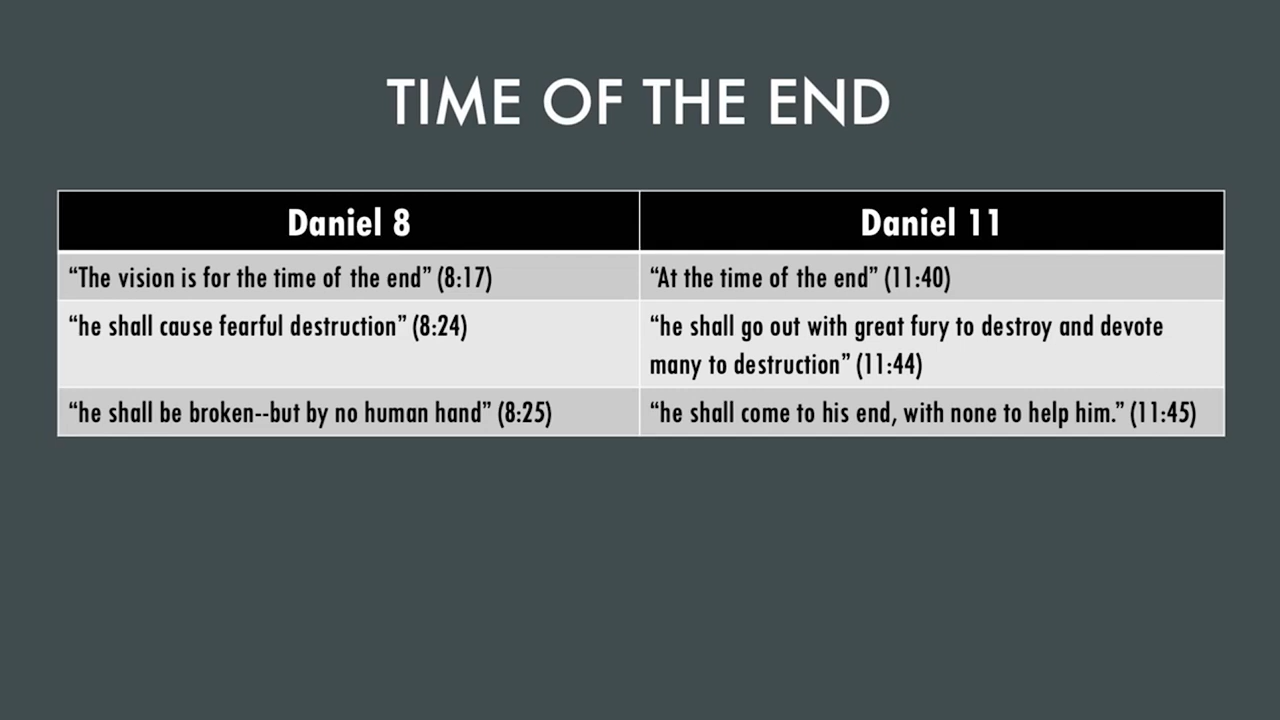 TIME OF THE END
Daniel 8
Daniel 11
“The vision is for the time of the end” (8:17)
“At the time of the end” (11:40)
“he shall cause fearful destruction” (8:24)
“he shall go out with great fury to destroy and devote
many to destruction” (11:44)
“he shall be broken--but by no human hand” (8:25)
“he shall come to his end, with none to help him.” (11:45)